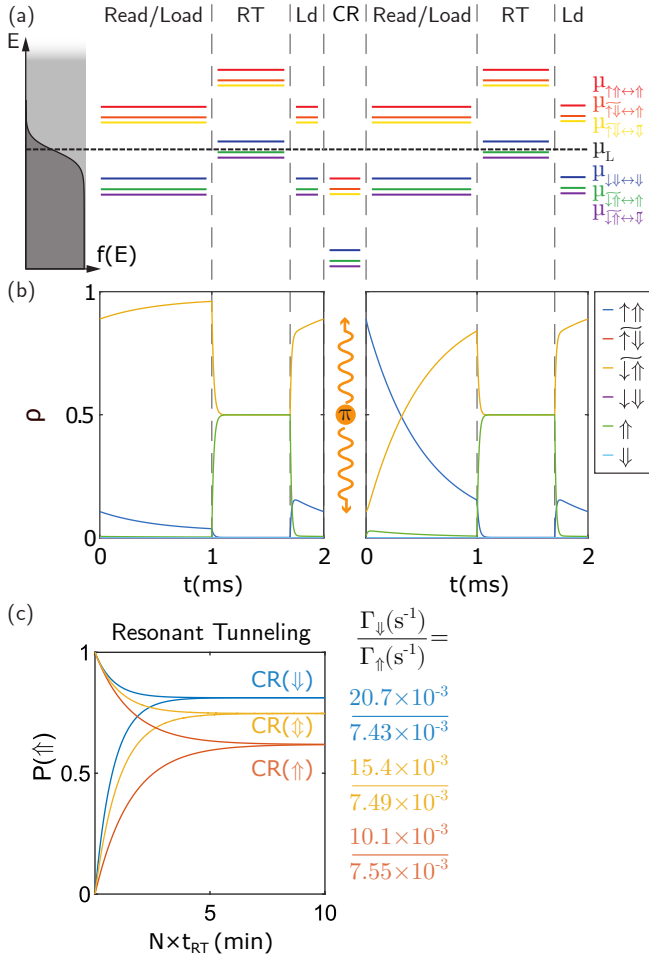 (a)
Read/Load RT Ld CR Read/Load RT Ld
E
μ↑⇑↔⇑
μ↑͠⇓↔⇑
μ↑͠⇓↔⇓
μL
μ↓⇓↔⇓
μ↓͠⇑↔⇑
μ↓͠⇑↔⇓
f(E)
(b)
1
0.5
0
ρ
π
0 1 2
0 1 2
t(ms)
t(ms)
↑⇑
↑͠⇓
↓͠⇑
↓⇓
⇑
⇓
(c)
Resonant Tunneling
Γ⇓(s⁻¹)
Γ⇑(s⁻¹)
=
1
0.5
0
P(⇑)
CR(⇓)
CR(⇕)
CR(⇑)
20.7×10⁻³
7.43×10⁻³
15.4×10⁻³
7.49×10⁻³
10.1×10⁻³
7.55×10⁻³
0 5 10
N×tRT (min)